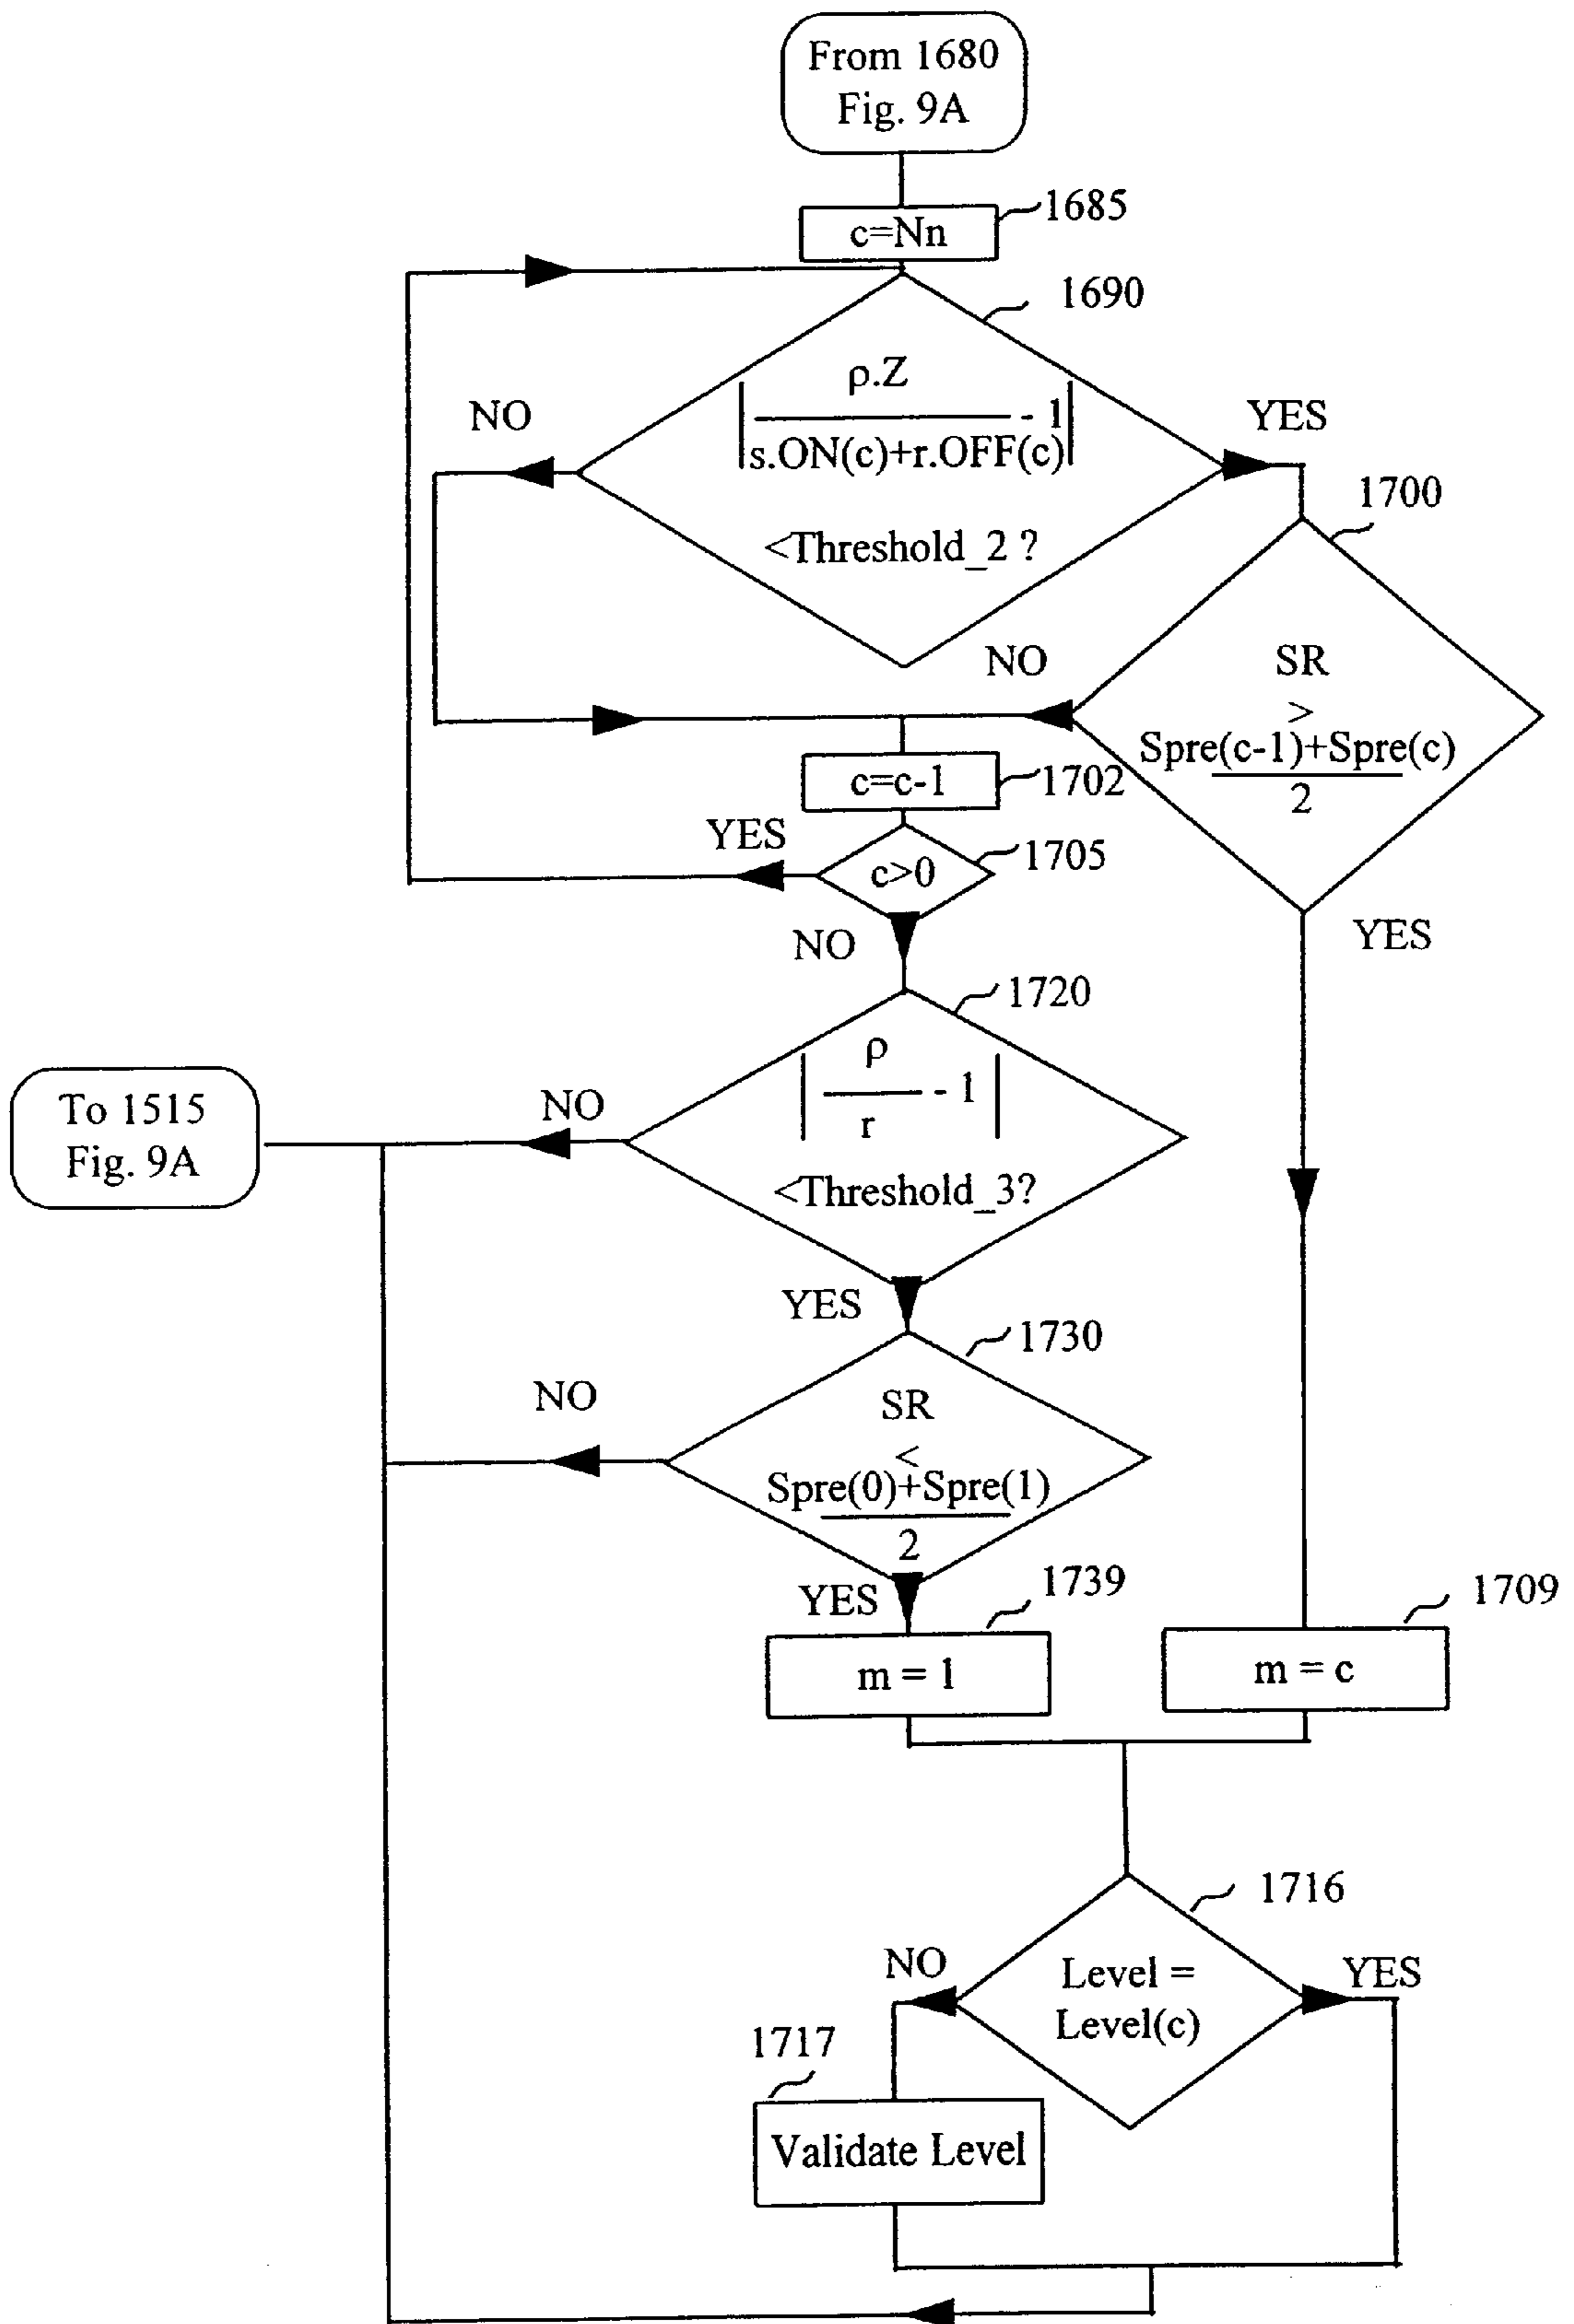 From 1680
Fig. 9A
1685
c=Nn
1690
ρ.Z
NO
| - 1 |
YES
s.ON(c)+r.OFF(c)
1700
<Threshold_2 ?
NO
SR
>
Spre(c-1)+Spre(c)
2
c=c-1
1702
YES
c>0
1705
NO
YES
1720
ρ
| - 1 |
r
To 1515
Fig. 9A
NO
<Threshold_3?
YES
1730
NO
SR
<
Spre(0)+Spre(1)
2
YES
1739
1709
m = 1
m = c
1716
NO
Level =
YES
Level(c)
1717
Validate Level